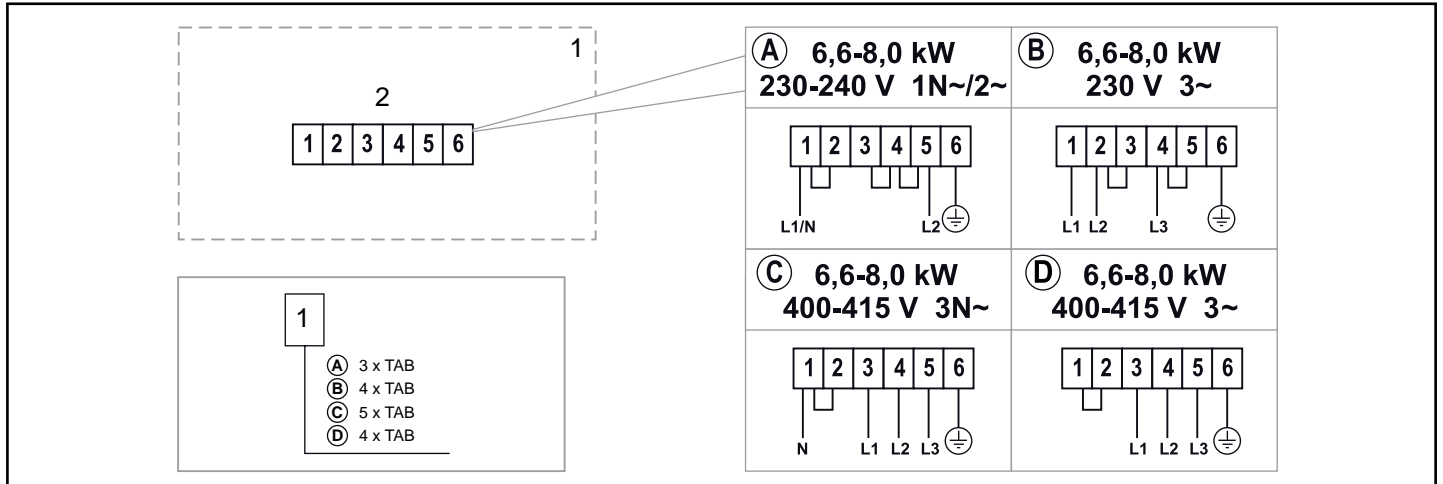 1
2
1 2 3 4 5 6
1
A 3 x TAB
B 4 x TAB
C 5 x TAB
D 4 x TAB
A 6,6-8,0 kW
230-240 V 1N~/2~
1 2 3 4 5 6
L1/N L2
B 6,6-8,0 kW
230 V 3~
1 2 3 4 5 6
L1 L2 L3
C 6,6-8,0 kW
400-415 V 3N~
1 2 3 4 5 6
N L1 L2 L3
D 6,6-8,0 kW
400-415 V 3~
1 2 3 4 5 6
L1 L2 L3